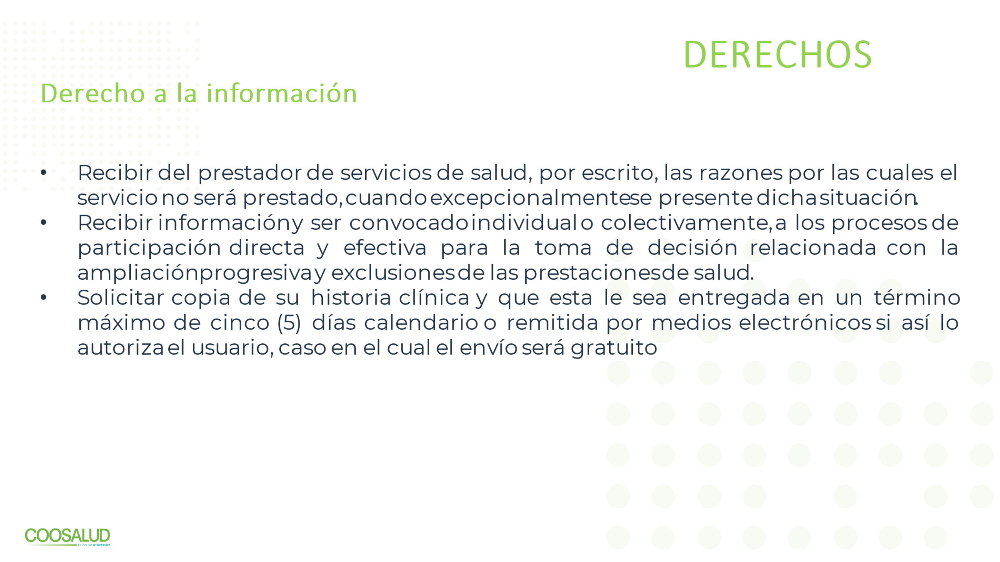 DERECHOS
Derecho a la información
• Recibir del prestador de servicios de salud, por escrito, las razones por las cuales el
servicio no será prestado, cuando excepcionalmente se presente dicha situación.
• Recibir información y ser convocado individual o colectivamente, a los procesos de
participación directa y efectiva para la toma de decisión relacionada con la
ampliación progresiva y exclusiones de las prestaciones de salud.
• Solicitar copia de su historia clínica y que esta le sea entregada en un término
máximo de cinco (5) días calendario o remitida por medios electrónicos si así lo
autoriza el usuario, caso en el cual el envío será gratuito
COOSALUD
En Pos de tu bienestar